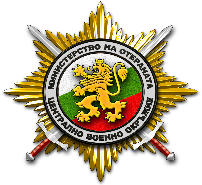 МИНИСТЕРСТВО НА ОТБРАНАТА
ЦЕНТРАЛНО ВОЕННО ОКРЪЖИЕ